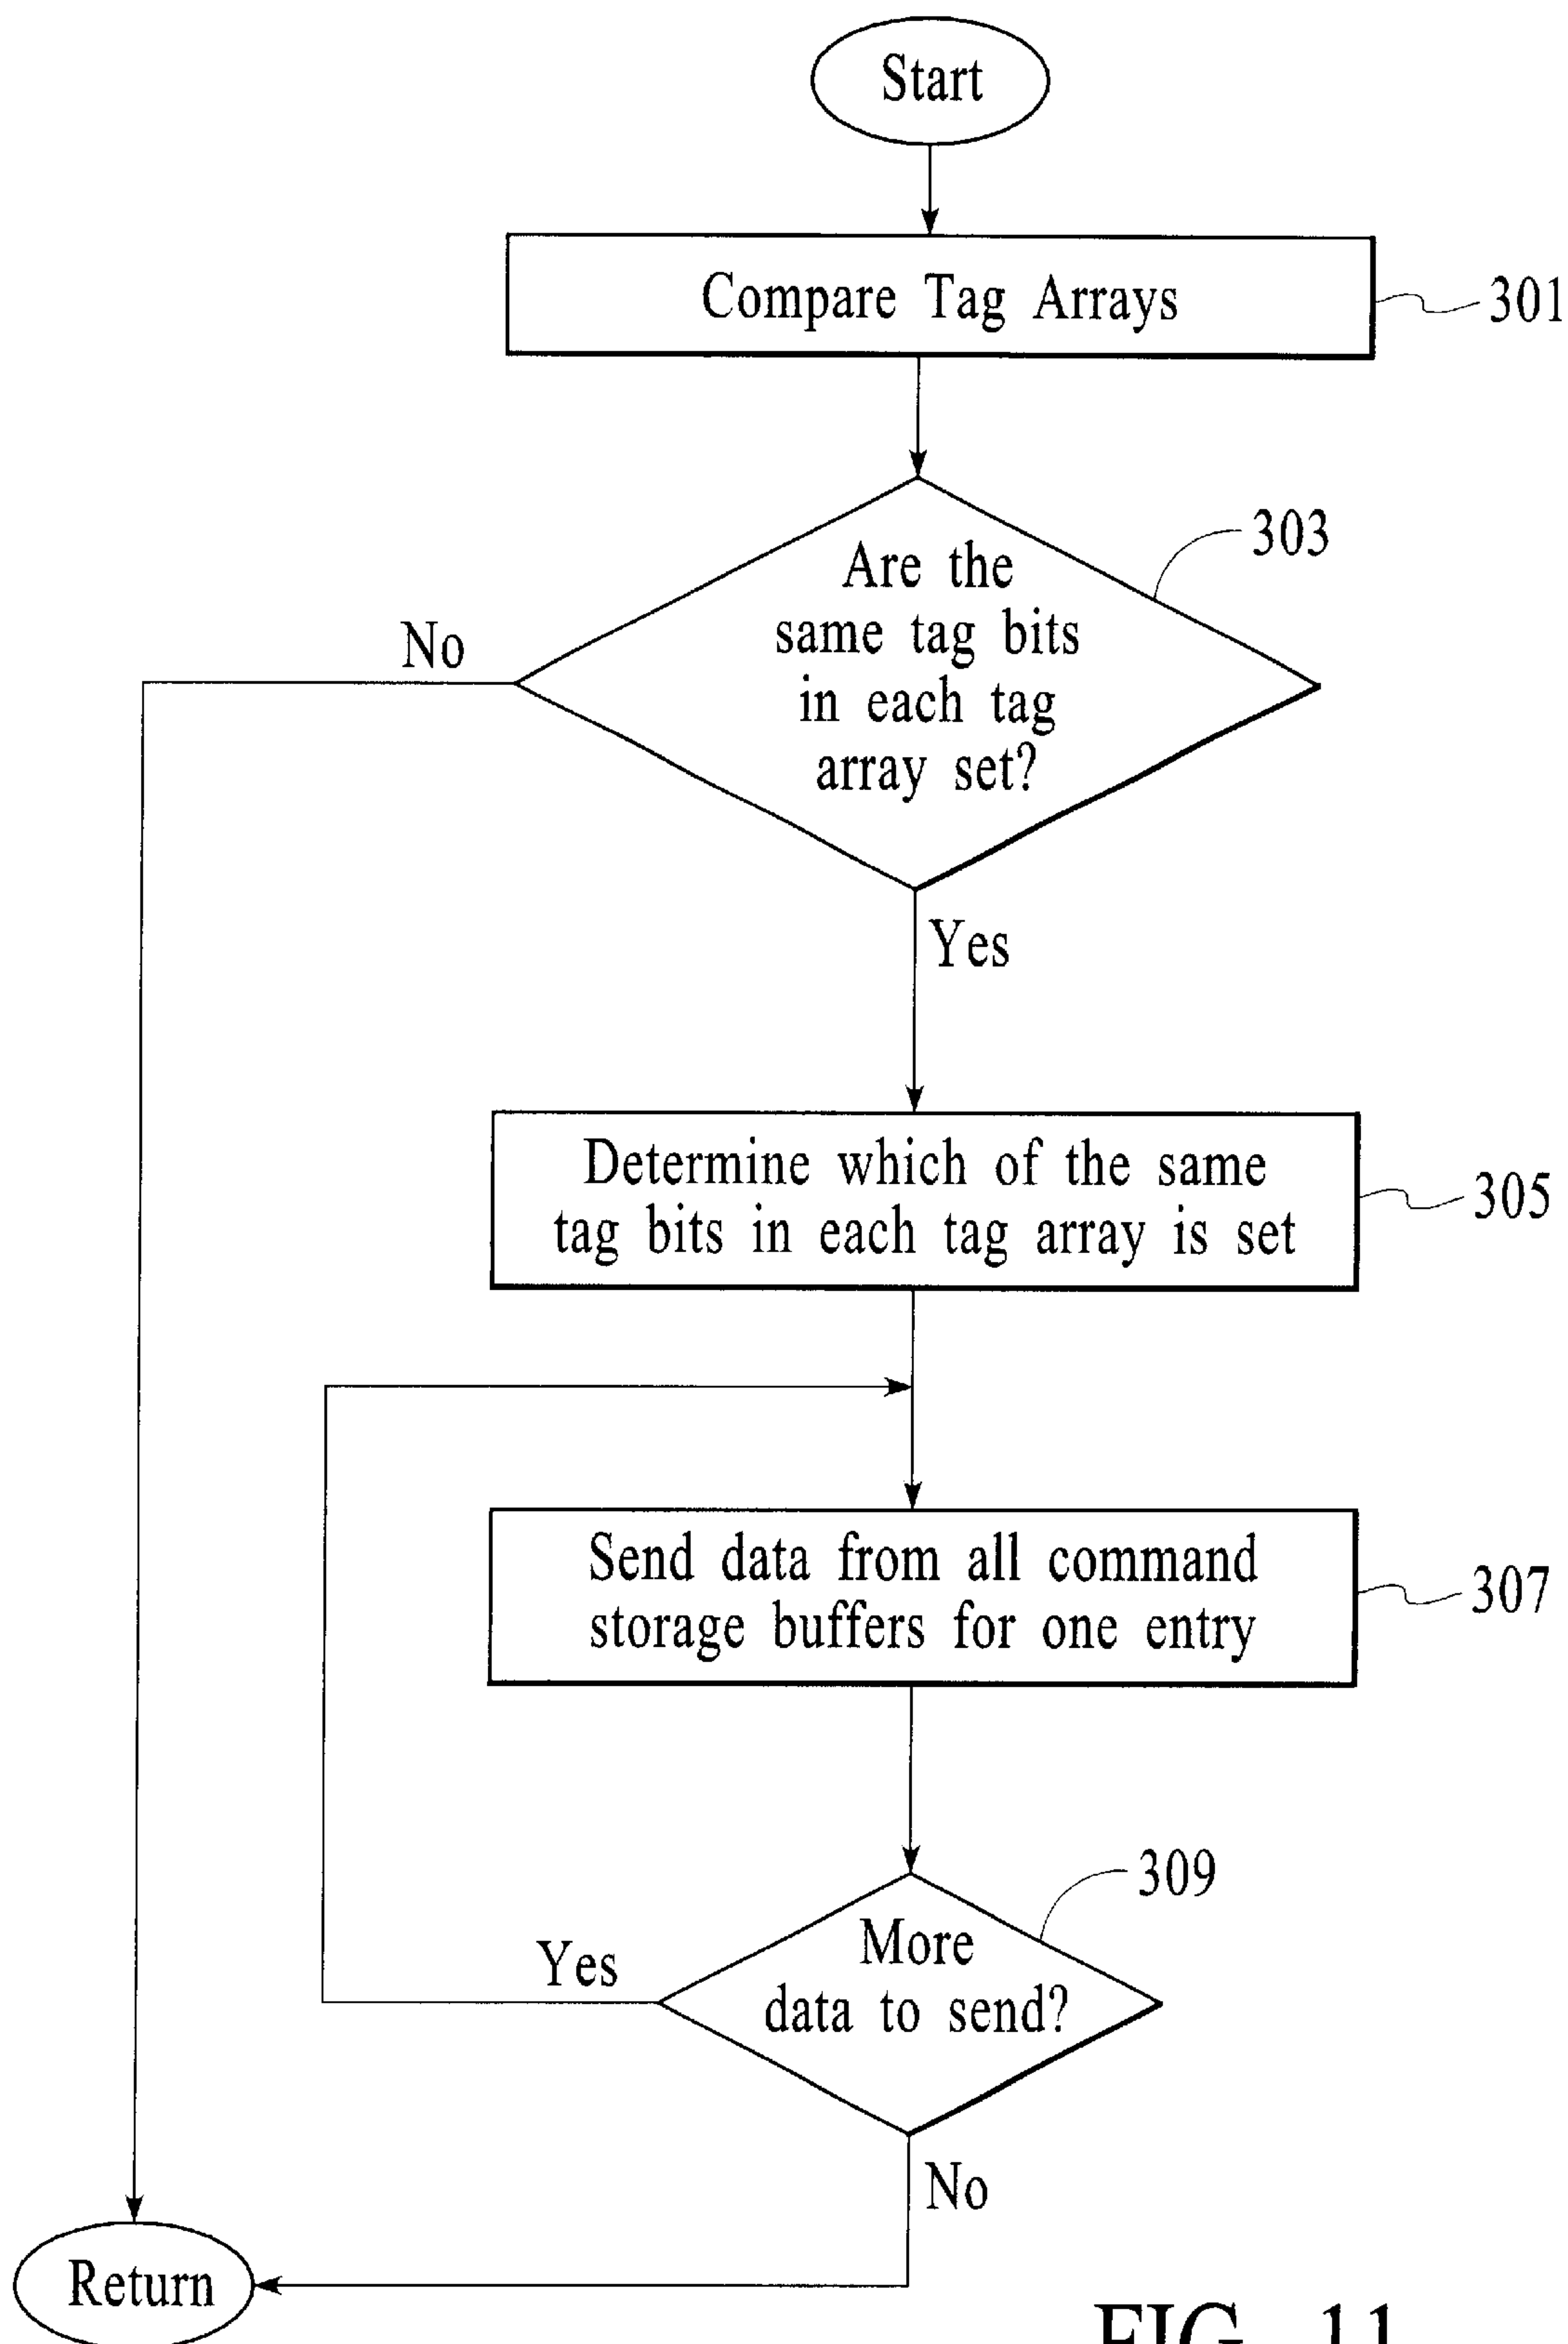 Start
Compare Tag Arrays
301
303
Are the
same tag bits
in each tag
array set?
No
Yes
Determine which of the same
tag bits in each tag array is set
305
Send data from all command
storage buffers for one entry
307
309
More
data to send?
Yes
No
Return
FIG. 11